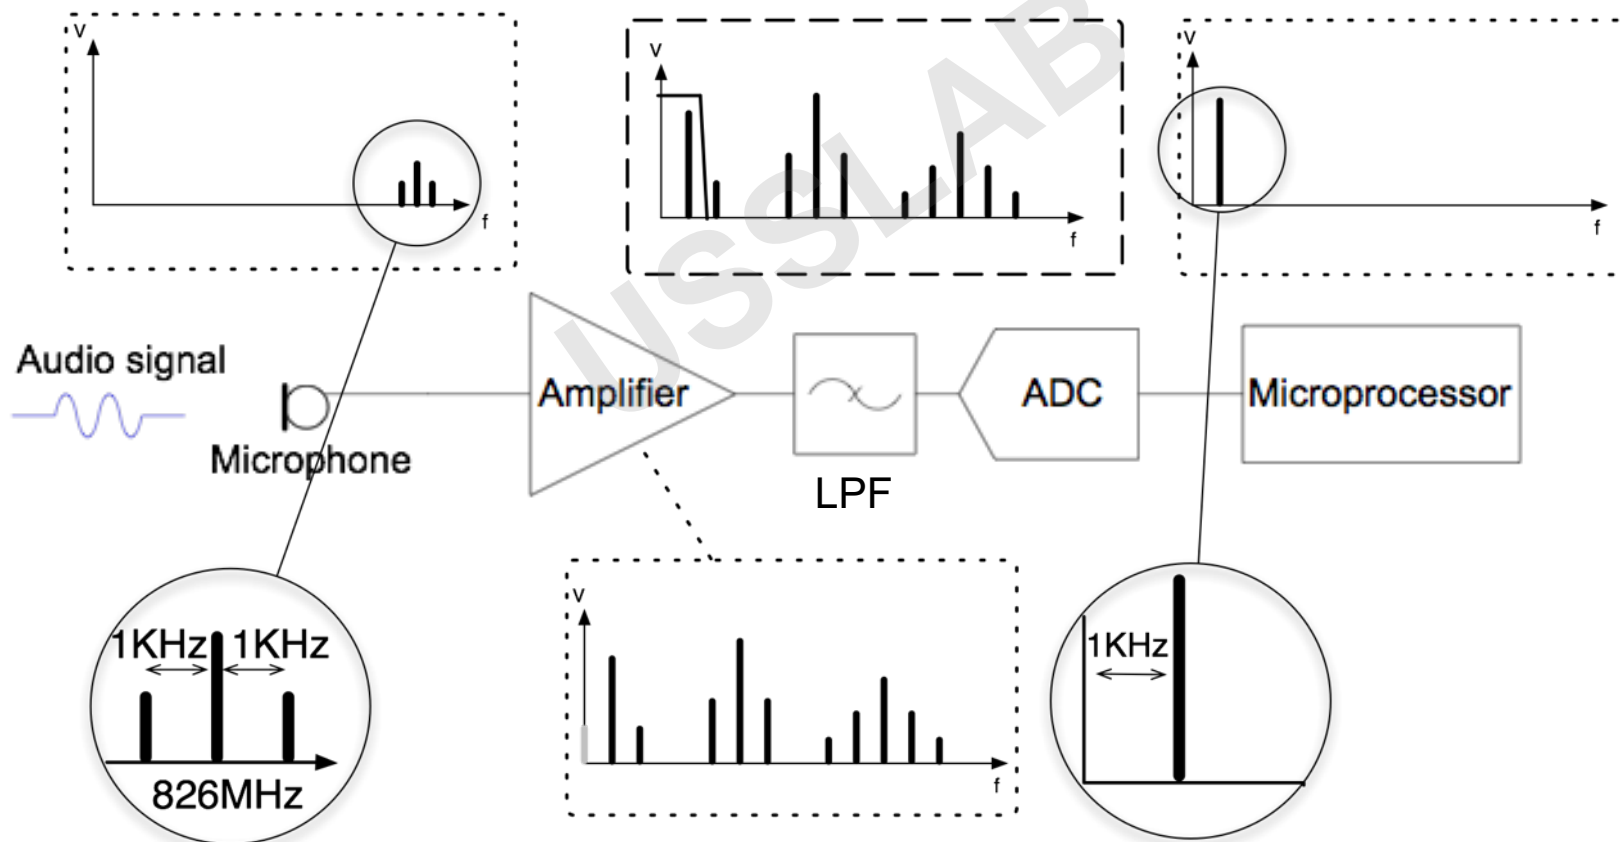 V
f
V
f
V
f
USSLAB
Audio signal
Microphone
Amplifier
LPF
ADC
Microprocessor
1KHz 1KHz
826MHz
V
f
1KHz